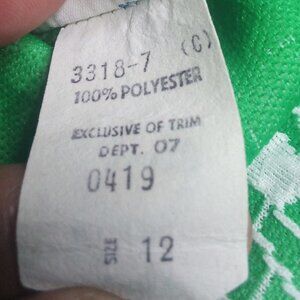 3318-7 (C)
100% POLYESTER
EXCLUSIVE OF TRIM
DEPT. 07
0419
SIZE 12